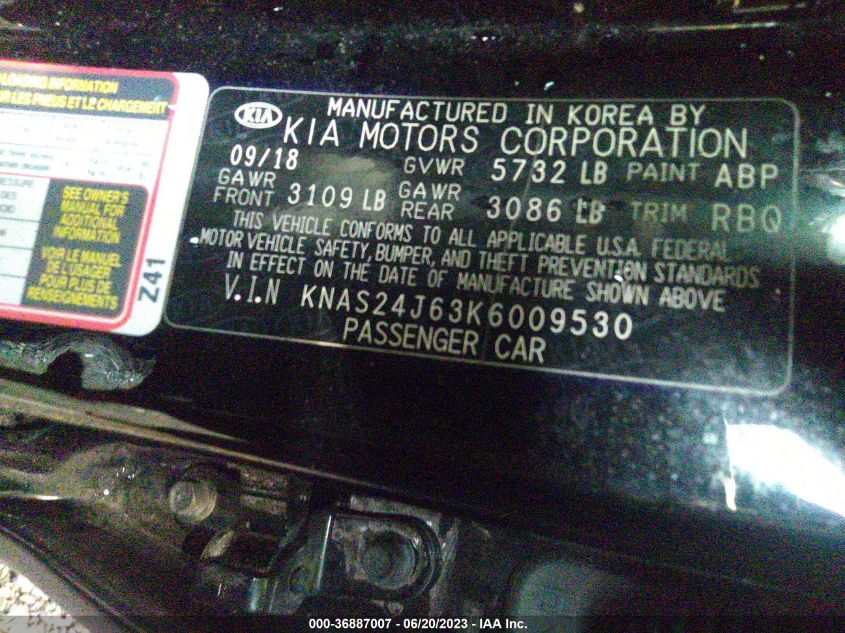 LOADING INFORMATION
LES PNEUS ET LE CHARGEMENT
SEE OWNER'S
MANUAL FOR
ADDITIONAL
INFORMATION
VOIR LE MANUEL
DE L'USAGER
POUR PLUS DE
RENSEIGNEMENTS
Z41
KIA
MANUFACTURED IN KOREA BY
KIA MOTORS CORPORATION
09/18 GVWR 5732 LB PAINT ABP
GAWR FRONT 3109 LB GAWR REAR 3086 LB TRIM RBQ
THIS VEHICLE CONFORMS TO ALL APPLICABLE U.S.A. FEDERAL
MOTOR VEHICLE SAFETY, BUMPER, AND THEFT PREVENTION STANDARDS
IN EFFECT ON THE DATE OF MANUFACTURE SHOWN ABOVE
V.I.N KNAS24J63K6009530
PASSENGER CAR
000-36887007 - 06/20/2023 - IAA Inc.